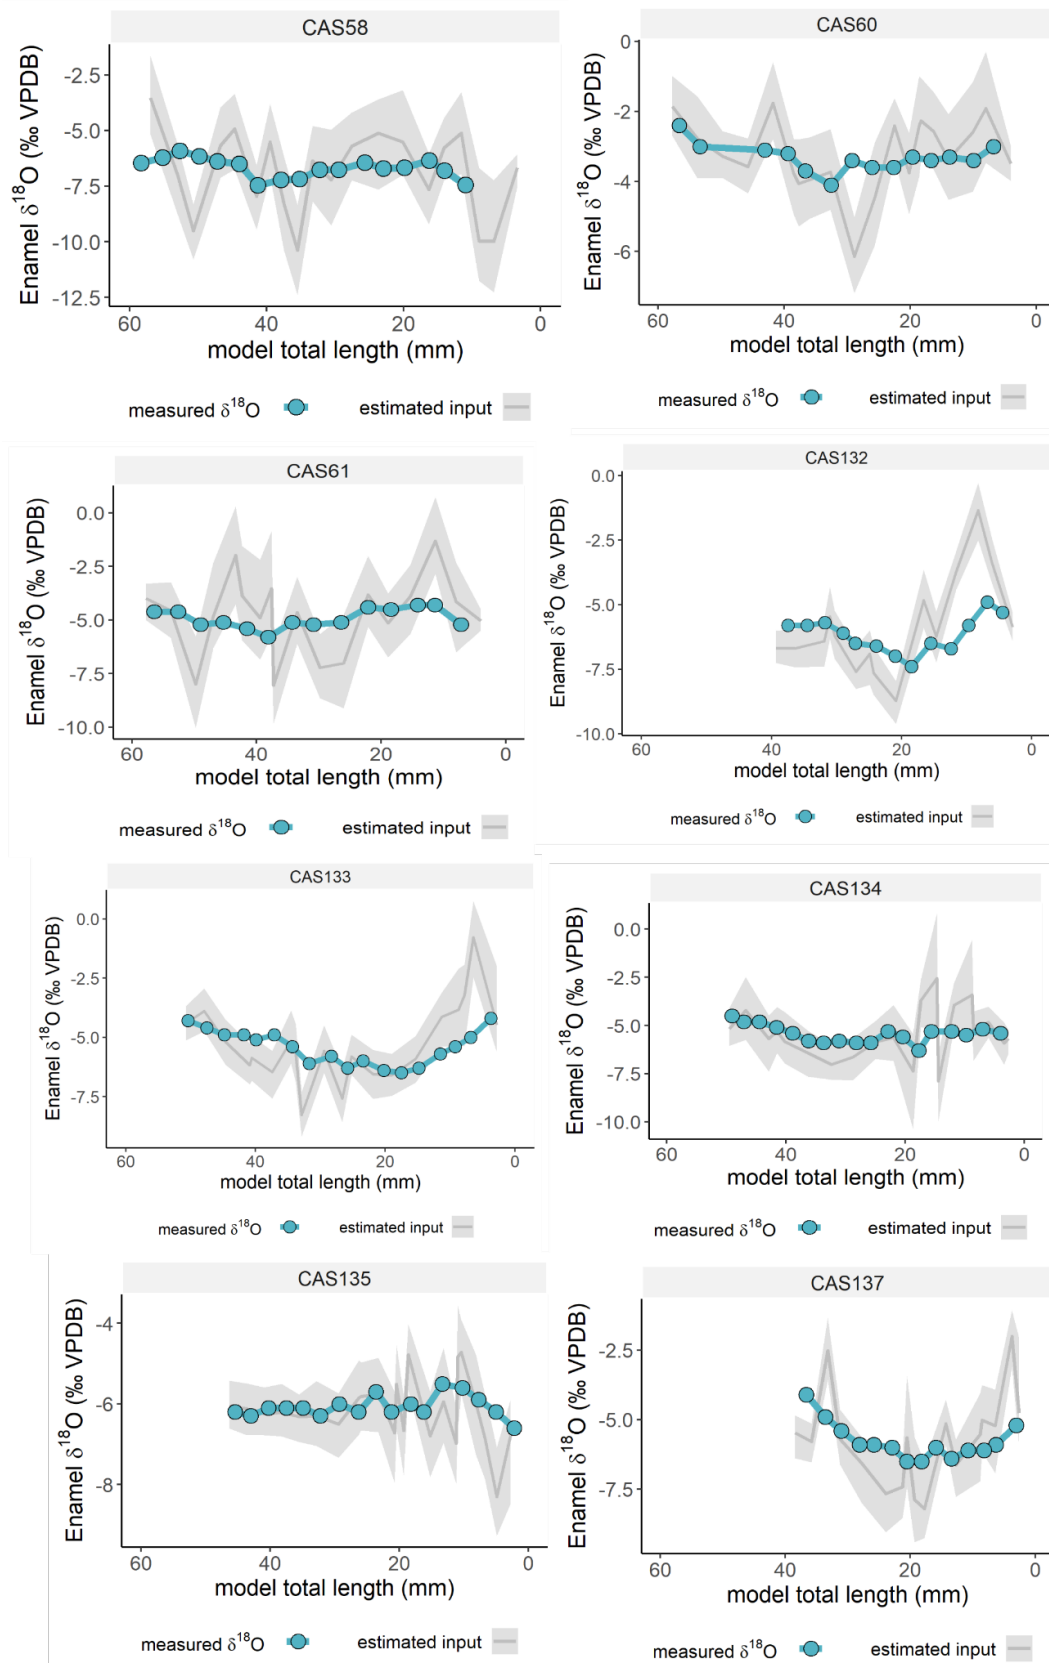 CAS58
Enamel δ¹⁸O (‰ VPDB)
-2.5
-5.0
-7.5
-10.0
-12.5
60
40
20
0
model total length (mm)
measured δ¹⁸O estimated input
CAS60
Enamel δ¹⁸O (‰ VPDB)
0
-2
-4
-6
60
40
20
0
model total length (mm)
measured δ¹⁸O estimated input
CAS61
Enamel δ¹⁸O (‰ VPDB)
0.0
-2.5
-5.0
-7.5
-10.0
60
40
20
0
model total length (mm)
measured δ¹⁸O estimated input
CAS132
Enamel δ¹⁸O (‰ VPDB)
0.0
-2.5
-5.0
-7.5
-10.0
60
40
20
0
model total length (mm)
measured δ¹⁸O estimated input
CAS133
Enamel δ¹⁸O (‰ VPDB)
0.0
-2.5
-5.0
-7.5
60
40
20
0
model total length (mm)
measured δ¹⁸O estimated input
CAS134
Enamel δ¹⁸O (‰ VPDB)
0.0
-2.5
-5.0
-7.5
-10.0
60
40
20
0
model total length (mm)
measured δ¹⁸O estimated input
CAS135
Enamel δ¹⁸O (‰ VPDB)
-4
-6
-8
60
40
20
0
model total length (mm)
measured δ¹⁸O estimated input
CAS137
Enamel δ¹⁸O (‰ VPDB)
-2.5
-5.0
-7.5
60
40
20
0
model total length (mm)
measured δ¹⁸O estimated input